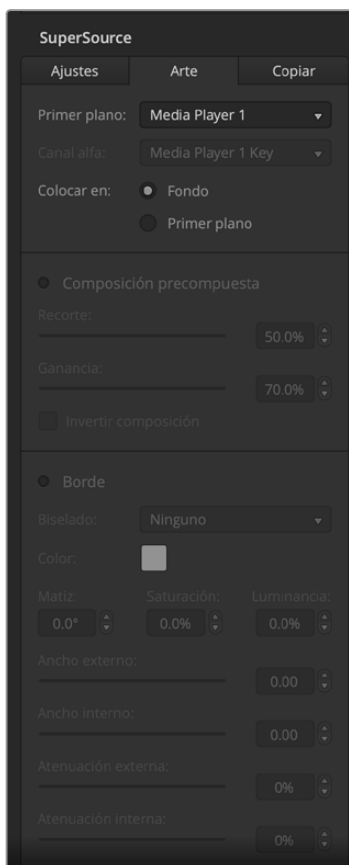 SuperSource
Ajustes Arte Copiar
Primer plano: Media Player 1
Canal alfa: Media Player 1 Key
Colocar en: Fondo
Primer plano
Composición precompuesta
Recorte:
50.0%
Ganancia:
70.0%
Invertir composición
Borde
Biselado: Ninguno
Color:
Matiz: Saturación: Luminancia:
0.0° 0.0% 0.0%
Ancho externo:
0.00
Ancho interno:
0.00
Atenuación externa:
0%
Atenuación interna:
0%